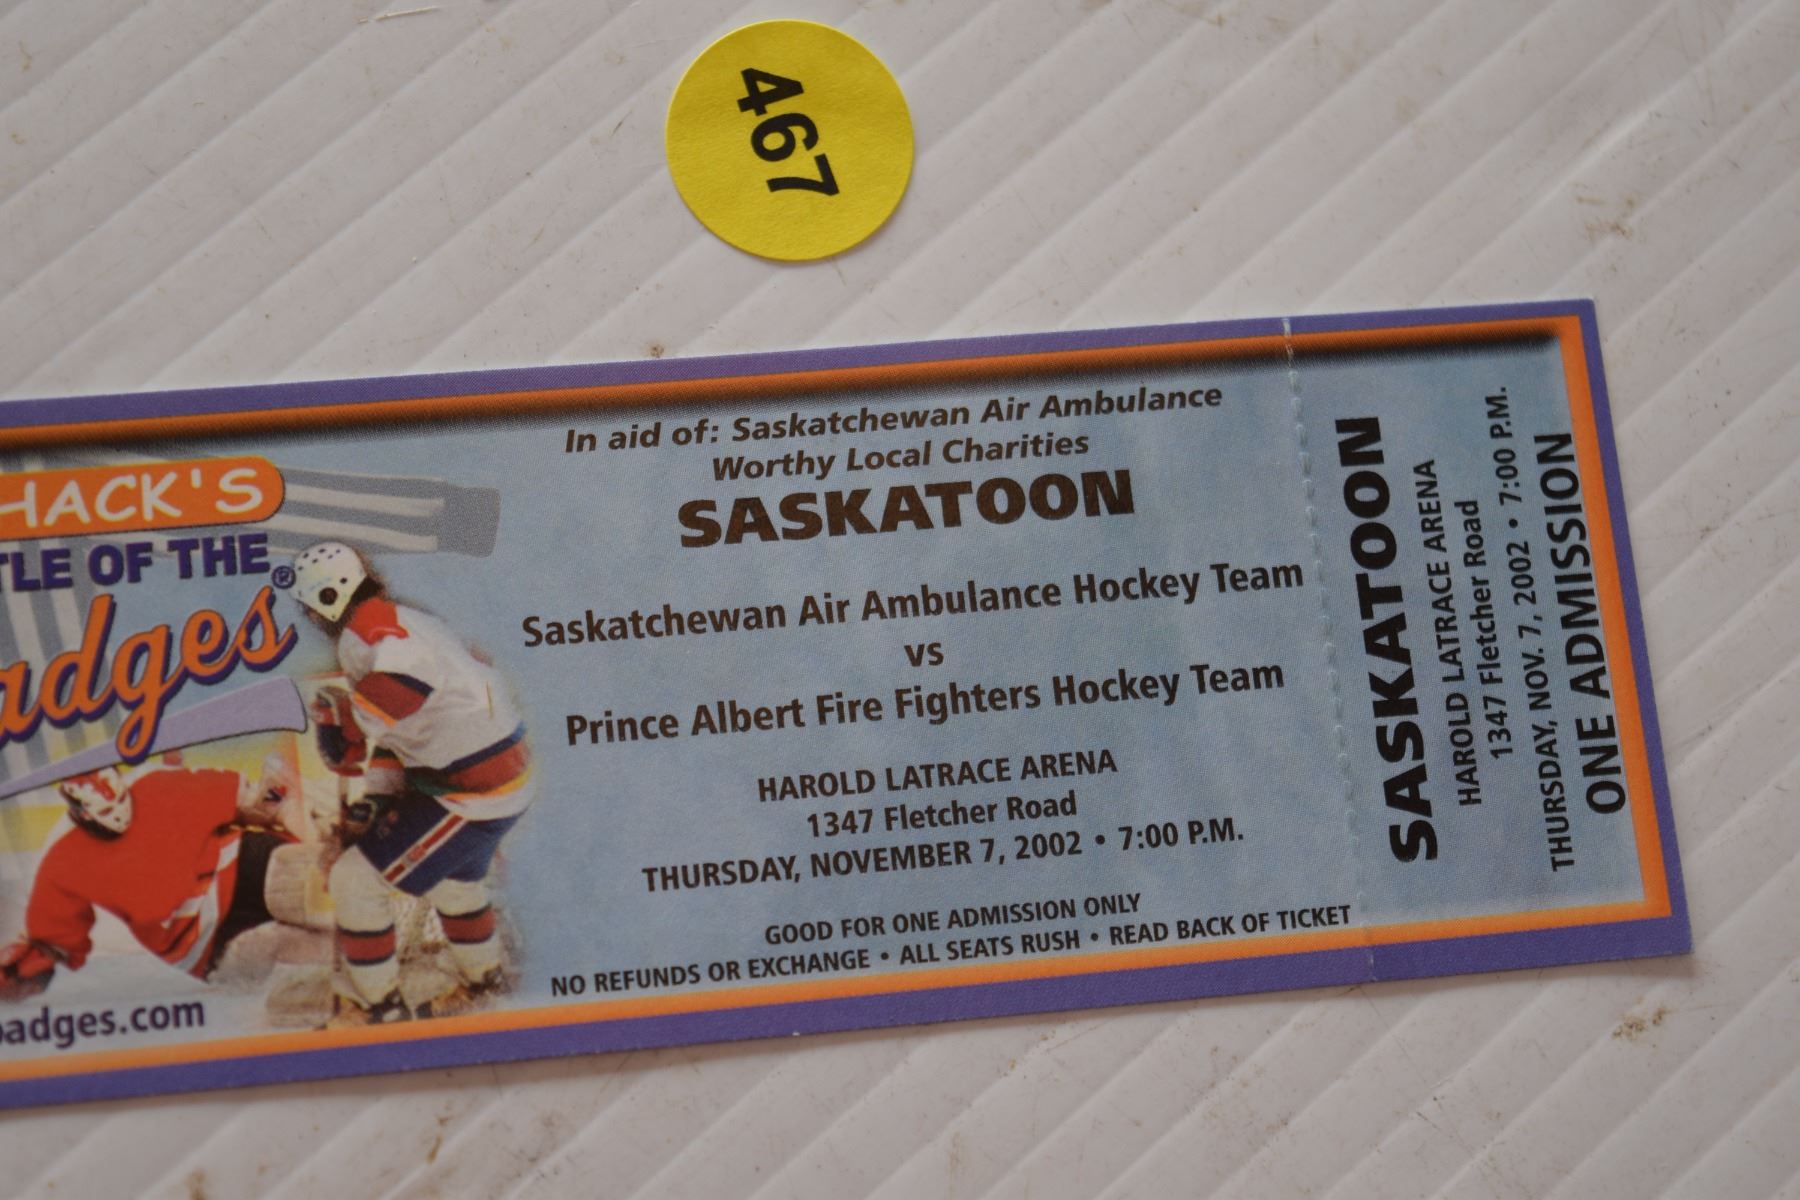 467
HACK'S
TLE OF THE
adges®
badges.com
In aid of: Saskatchewan Air Ambulance
Worthy Local Charities
SASKATOON
Saskatchewan Air Ambulance Hockey Team
vs
Prince Albert Fire Fighters Hockey Team
HAROLD LATRACE ARENA
1347 Fletcher Road
THURSDAY, NOVEMBER 7, 2002 • 7:00 P.M.
GOOD FOR ONE ADMISSION ONLY
NO REFUNDS OR EXCHANGE • ALL SEATS RUSH • READ BACK OF TICKET
SASKATOON
HAROLD LATRACE ARENA
1347 Fletcher Road
THURSDAY, NOV. 7, 2002 • 7:00 P.M.
ONE ADMISSION